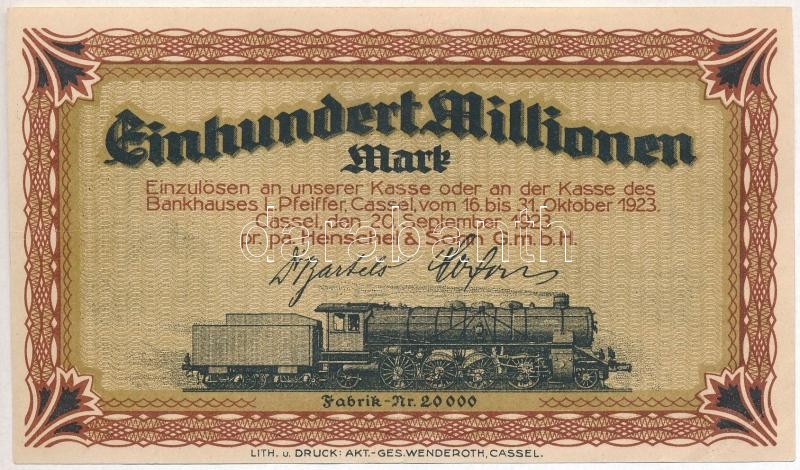 Einhundert Millionen
Mark
Einzulösen an unserer Kasse oder an der Kasse des
Bankhauses L. Pfeiffer, Cassel, vom 16. bis 31. Oktober 1923.
Cassel, den 20. September 1923.
pr. pa. Henschel & Sohn G.m.b.H.
darabanth
Fabrik-Nr. 20000
LITH. u. DRUCK: AKT.-GES. WENDEROTH, CASSEL.